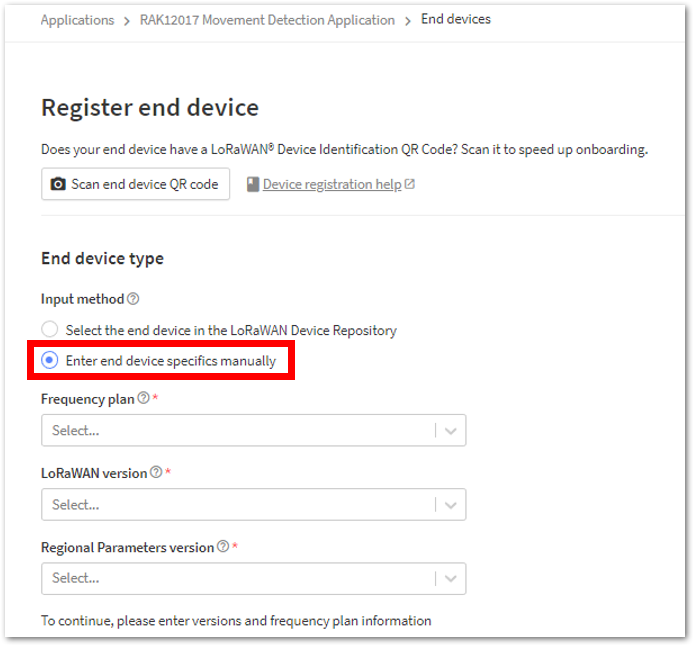 Applications > RAK12017 Movement Detection Application > End devices
Register end device
Does your end device have a LoRaWAN® Device Identification QR Code? Scan it to speed up onboarding.
Scan end device QR code Device registration help
End device type
Input method
Select the end device in the LoRaWAN Device Repository
Enter end device specifics manually
Frequency plan *
Select...
LoRaWAN version *
Select...
Regional Parameters version *
Select...
To continue, please enter versions and frequency plan information